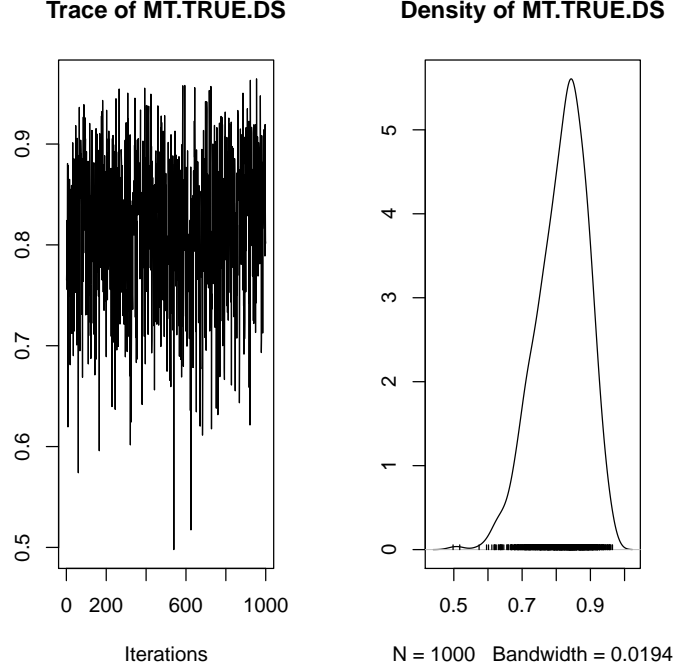 Trace of MT.TRUE.DS
0.9
0.8
0.7
0.6
0.5
0 200 600 1000
Iterations
Density of MT.TRUE.DS
5
4
3
2
1
0
0.5 0.7 0.9
N = 1000 Bandwidth = 0.0194